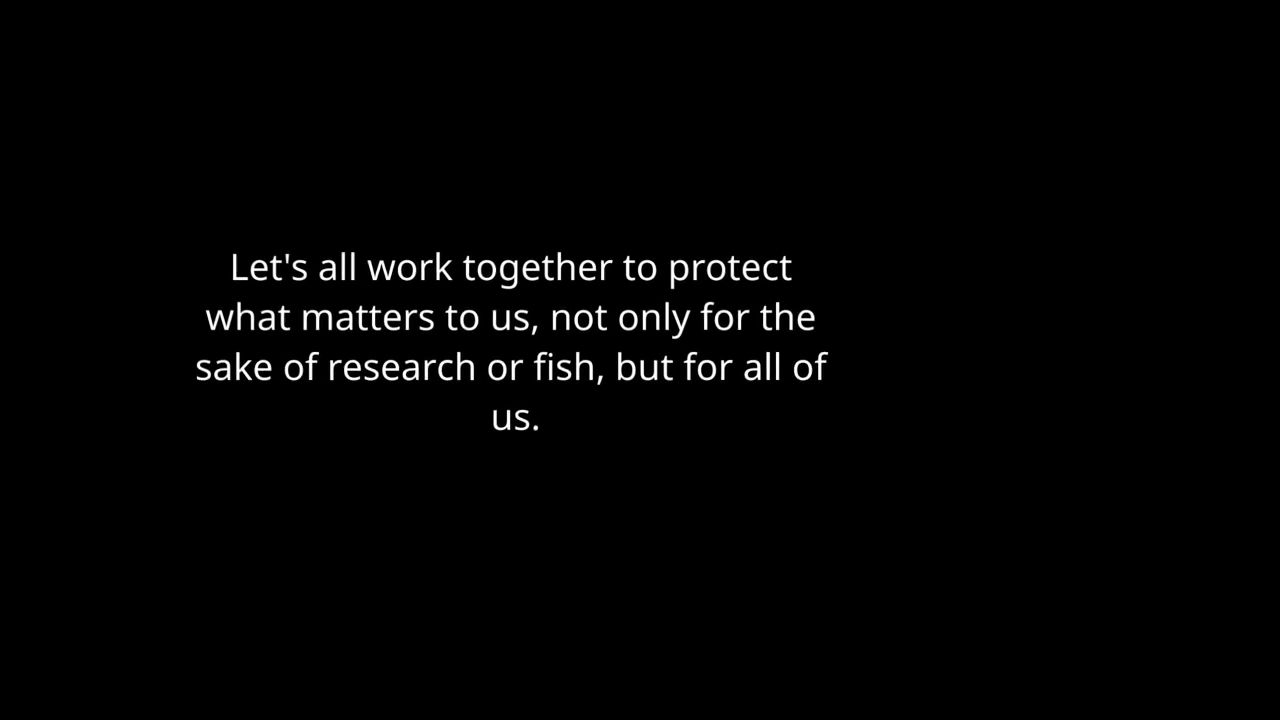 Let's all work together to protect
what matters to us, not only for the
sake of research or fish, but for all of
us.